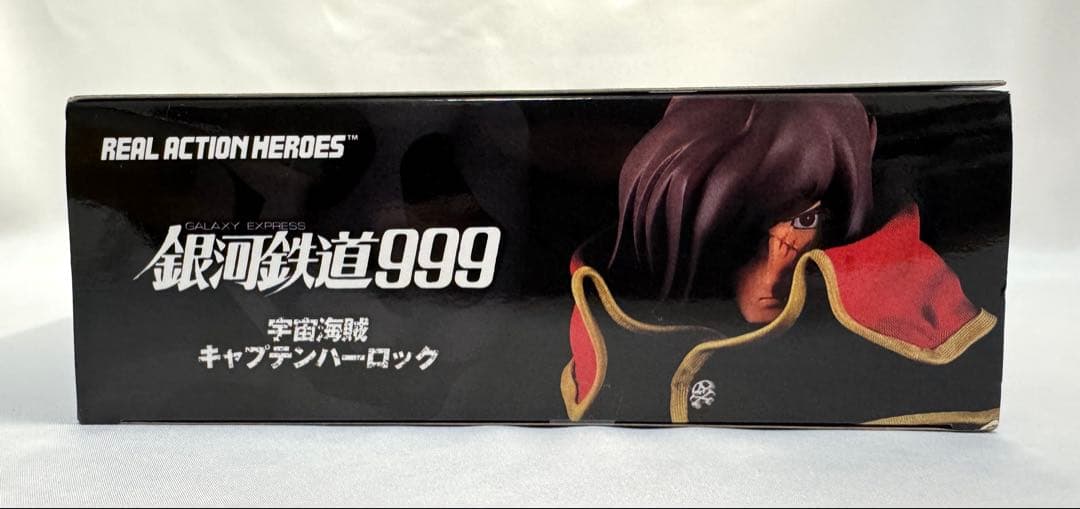 REAL ACTION HEROES™
GALAXY EXPRESS
銀河鉄道999
宇宙海賊
キャプテンハーロック